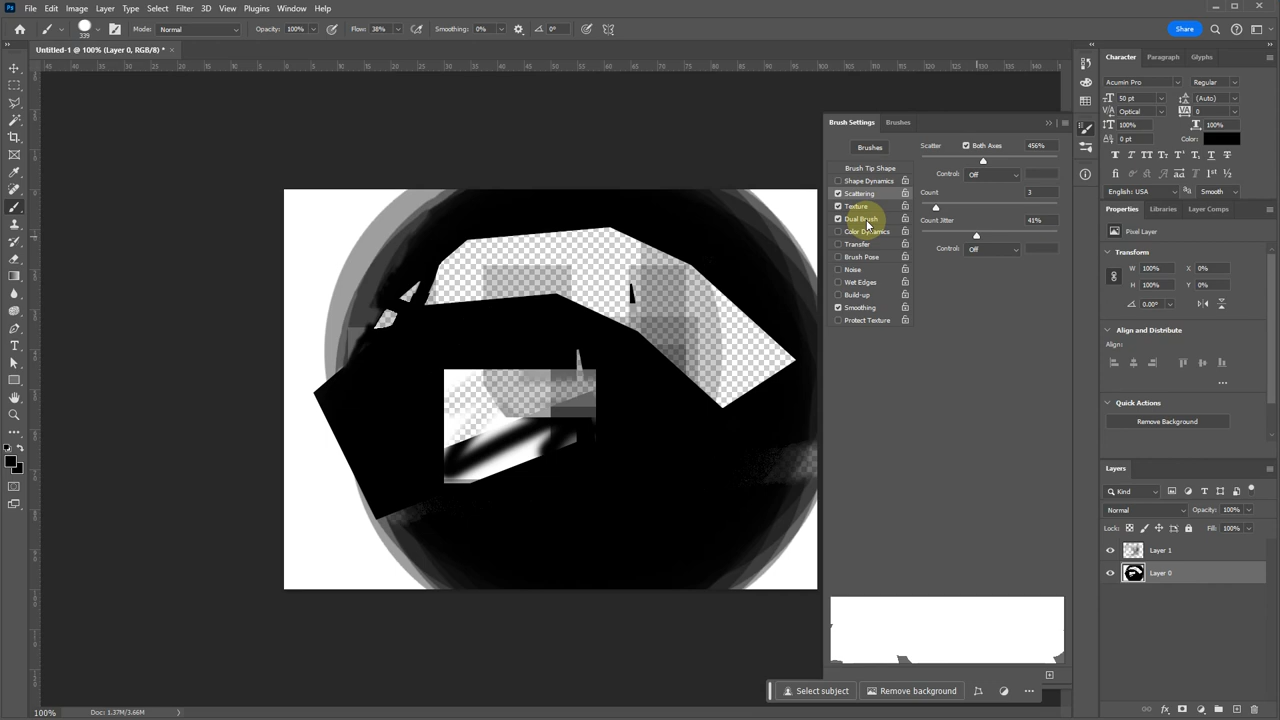 Ps File Edit Image Layer Type Select Filter 3D View Plugins Window Help
339 Mode: Normal Opacity: 100% Flow: 38% Smoothing: 0% 0° Share
Untitled-1 @ 100% (Layer 0, RGB/8) *
Brush Settings Brushes
Brushes
Brush Tip Shape
Shape Dynamics
Scattering
Texture
Dual Brush
Color Dynamics
Transfer
Brush Pose
Noise
Wet Edges
Build-up
Smoothing
Protect Texture
Scatter Both Axes 456%
Control: Off
Count 3
Count Jitter 41%
Control: Off
Character Paragraph Glyphs
Acumin Pro Regular
50 pt (Auto)
Optical 0
100% 100%
0 pt Color:
English: USA Smooth
Properties Libraries Layer Comps
Pixel Layer
Transform
W 100% X 0%
H 100% Y 0%
0.00°
Align and Distribute
Align:
Quick Actions
Remove Background
Layers
Kind
Normal Opacity: 100%
Lock: Fill: 100%
Layer 1
Layer 0
Select subject Remove background
100% Doc: 1.37M/3.66M